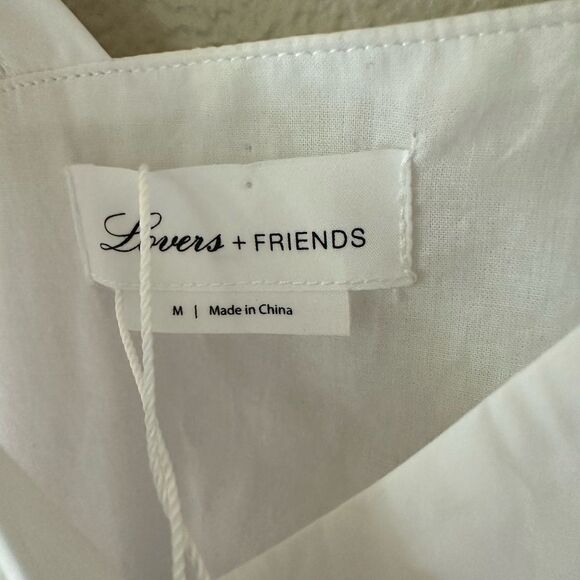 Lovers + FRIENDS
M | Made in China